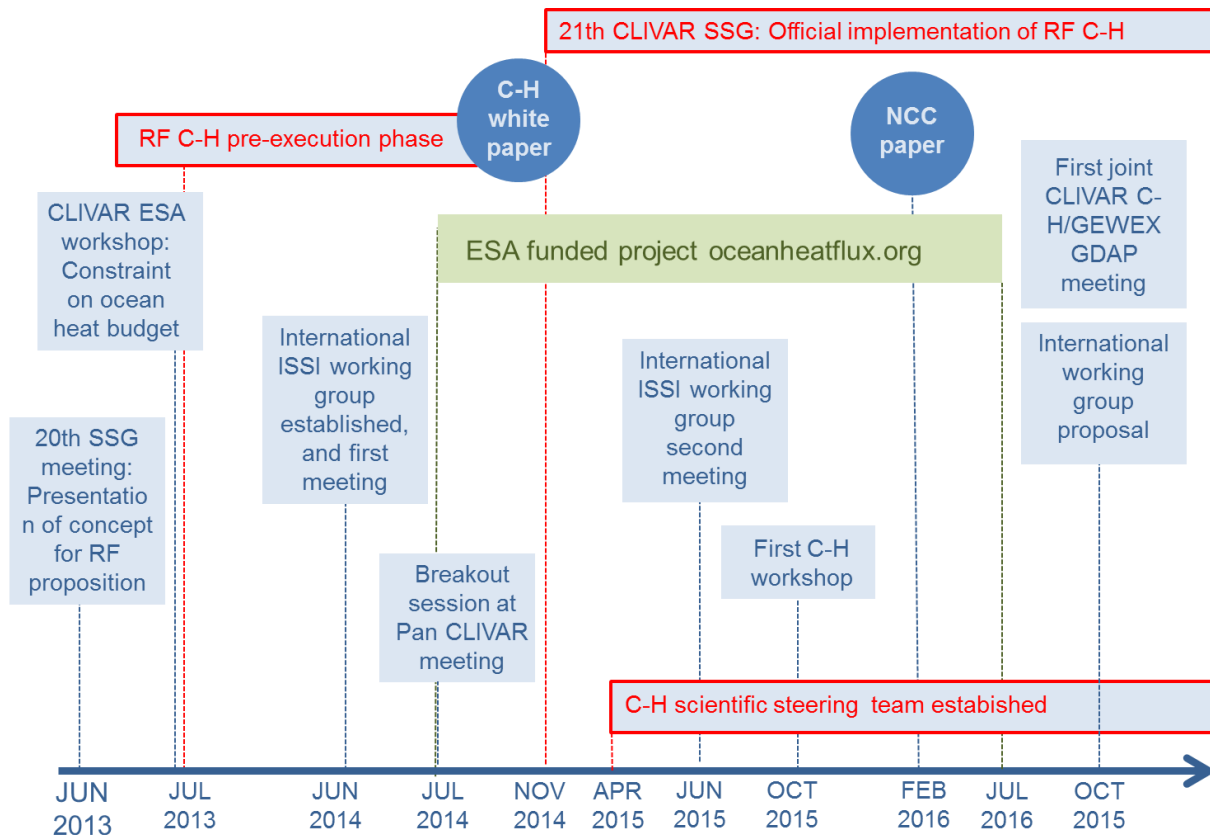 21th CLIVAR SSG: Official implementation of RF C-H
C-H
white
paper
NCC
paper
RF C-H pre-execution phase
First joint
CLIVAR C-
H/GEWEX
GDAP
meeting
CLIVAR ESA
workshop:
Constraint
on ocean
heat budget
ESA funded project oceanheatflux.org
International
ISSI working
group
established,
and first
meeting
International
ISSI working
group
second
meeting
International
working
group
proposal
20th SSG
meeting:
Presentatio
n of concept
for RF
proposition
First C-H
workshop
Breakout
session at
Pan CLIVAR
meeting
C-H scientific steering team estabished
JUN
2013
JUL
2013
JUN
2014
JUL
2014
NOV
2014
APR
2015
JUN
2015
OCT
2015
FEB
2016
JUL
2016
OCT
2015